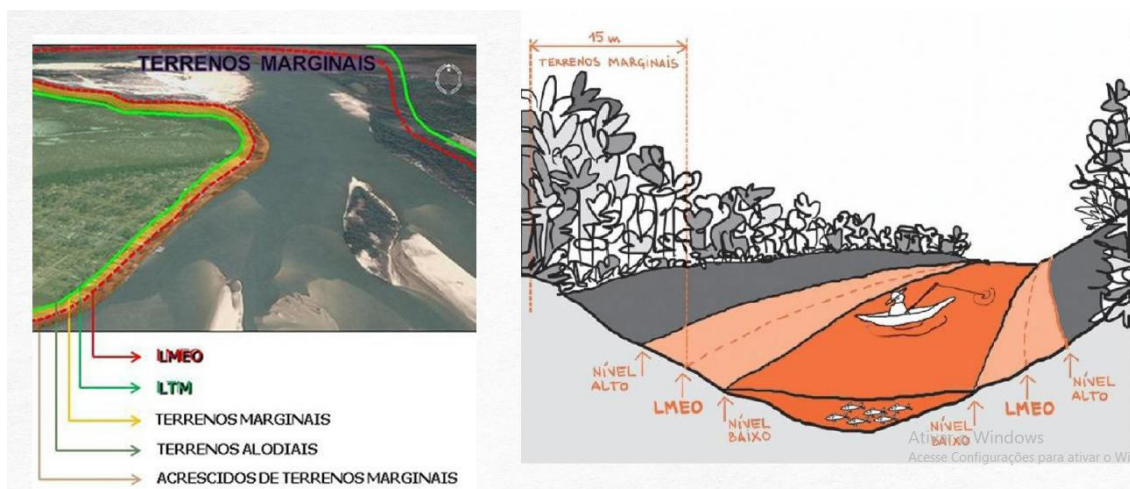 TERRENOS MARGINAIS
LMEO
LTM
TERRENOS MARGINAIS
TERRENOS ALODIAIS
ACRESCIDOS DE TERRENOS MARGINAIS
15 m
TERRENOS MARGINAIS
NÍVEL
ALTO
LMEO
NÍVEL
BAIXO
NÍVEL
BAIXO
LMEO
NÍVEL
ALTO
Ativar o Windows
Acesse Configurações para ativar o Wi